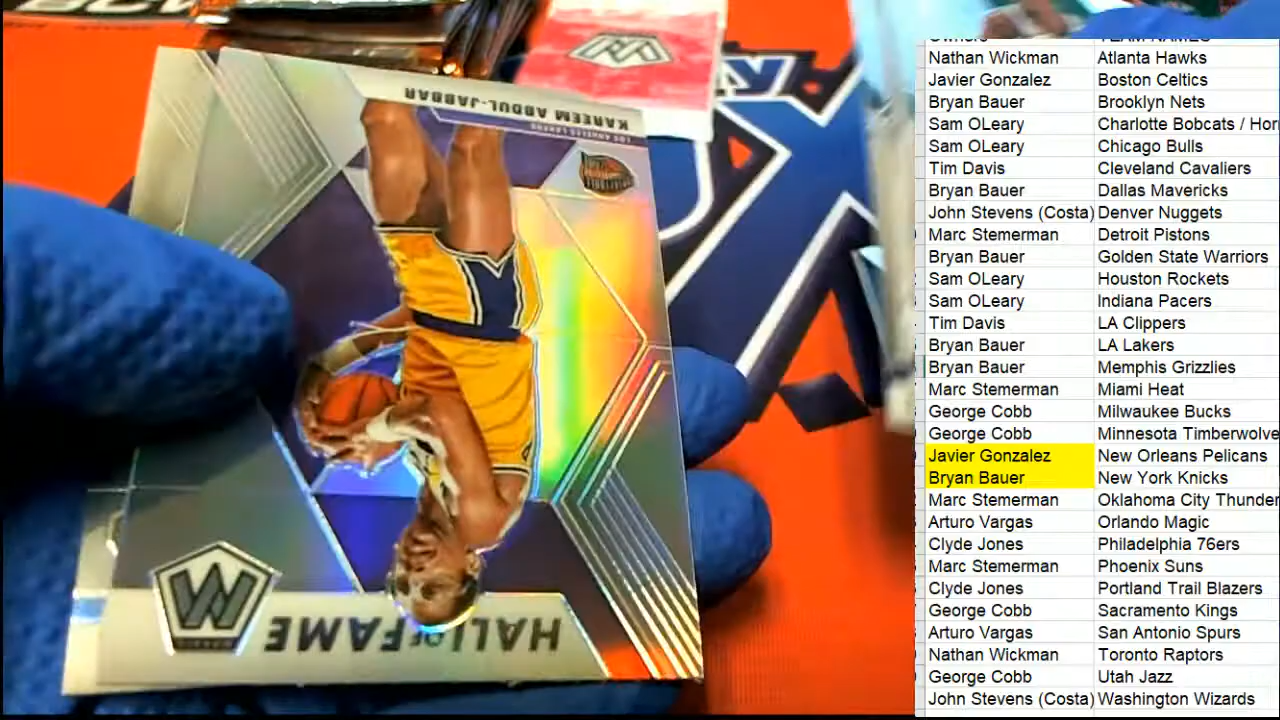 KAREEM ABDUL-JABBAR
LOS ANGELES LAKERS
HALL OF FAME
Owners TEAM NAMES
Nathan Wickman Atlanta Hawks
Javier Gonzalez Boston Celtics
Bryan Bauer Brooklyn Nets
Sam OLeary Charlotte Bobcats / Hor
Sam OLeary Chicago Bulls
Tim Davis Cleveland Cavaliers
Bryan Bauer Dallas Mavericks
John Stevens (Costa) Denver Nuggets
Marc Stemerman Detroit Pistons
Bryan Bauer Golden State Warriors
Sam OLeary Houston Rockets
Sam OLeary Indiana Pacers
Tim Davis LA Clippers
Bryan Bauer LA Lakers
Bryan Bauer Memphis Grizzlies
Marc Stemerman Miami Heat
George Cobb Milwaukee Bucks
George Cobb Minnesota Timberwolve
Javier Gonzalez New Orleans Pelicans
Bryan Bauer New York Knicks
Marc Stemerman Oklahoma City Thunder
Arturo Vargas Orlando Magic
Clyde Jones Philadelphia 76ers
Marc Stemerman Phoenix Suns
Clyde Jones Portland Trail Blazers
George Cobb Sacramento Kings
Arturo Vargas San Antonio Spurs
Nathan Wickman Toronto Raptors
George Cobb Utah Jazz
John Stevens (Costa) Washington Wizards